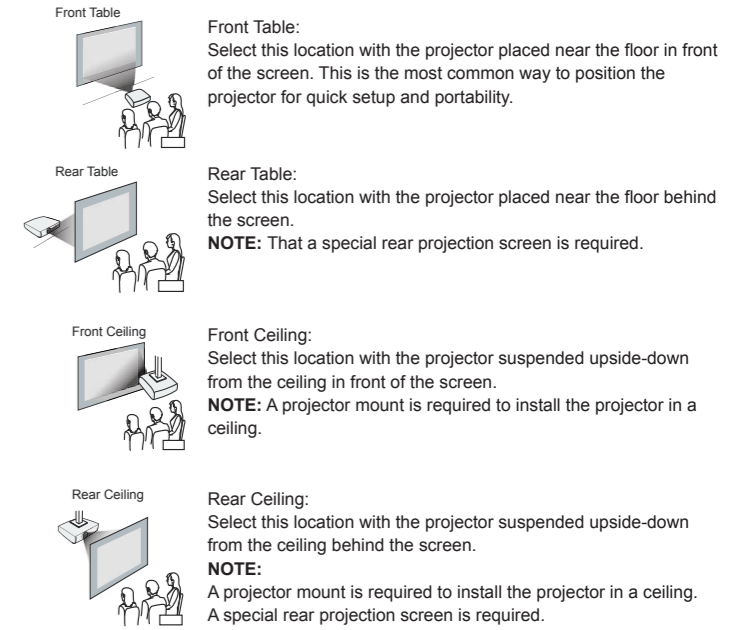 Front Table
Front Table:
Select this location with the projector placed near the floor in front
of the screen. This is the most common way to position the
projector for quick setup and portability.
Rear Table
Rear Table:
Select this location with the projector placed near the floor behind
the screen.
NOTE: That a special rear projection screen is required.
Front Ceiling
Front Ceiling:
Select this location with the projector suspended upside-down
from the ceiling in front of the screen.
NOTE: A projector mount is required to install the projector in a
ceiling.
Rear Ceiling
Rear Ceiling:
Select this location with the projector suspended upside-down
from the ceiling behind the screen.
NOTE:
A projector mount is required to install the projector in a ceiling.
A special rear projection screen is required.